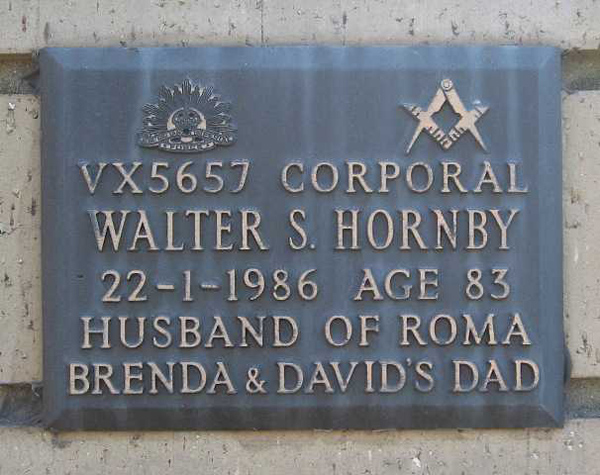 VX5657 CORPORAL
WALTER S. HORNBY
22-1-1986 AGE 83
HUSBAND OF ROMA
BRENDA & DAVID'S DAD